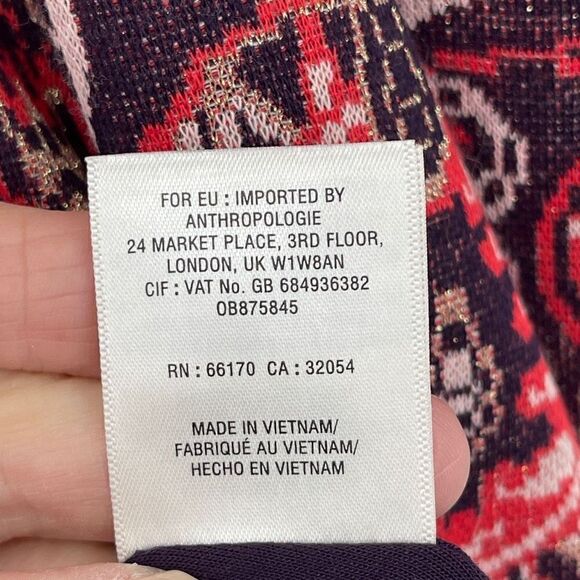 FOR EU : IMPORTED BY
ANTHROPOLOGIE
24 MARKET PLACE, 3RD FLOOR,
LONDON, UK W1W8AN
CIF : VAT No. GB 684936382
OB875845
RN : 66170 CA : 32054
MADE IN VIETNAM/
FABRIQUÉ AU VIETNAM/
HECHO EN VIETNAM